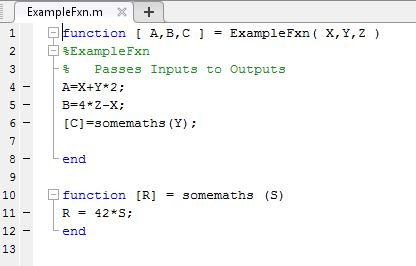 ExampleFxn.m × +
1 function [ A,B,C ] = ExampleFxn( X,Y,Z )
2 %ExampleFxn
3 %   Passes Inputs to Outputs
4 – A=X+Y*2;
5 – B=4*Z-X;
6 – [C]=somemaths(Y);
7
8 – end
9
10 function [R] = somemaths (S)
11 – R = 42*S;
12 – end
13